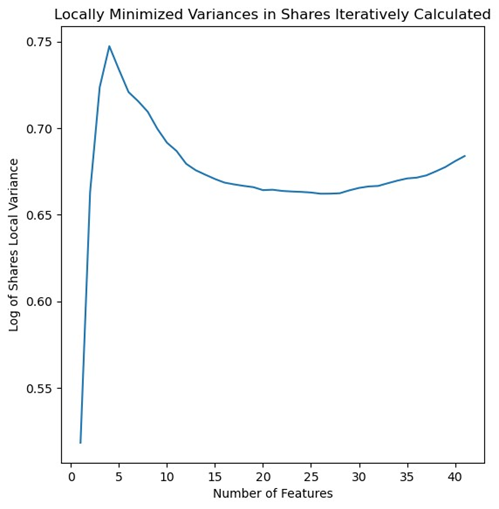 Locally Minimized Variances in Shares Iteratively Calculated
0.75
0.70
0.65
0.60
0.55
Log of Shares Local Variance
0 5 10 15 20 25 30 35 40
Number of Features